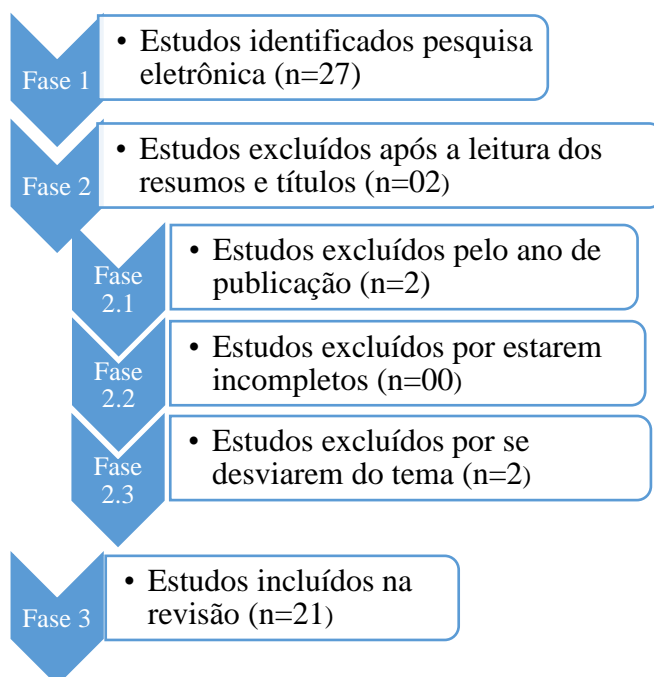 Fase 1
• Estudos identificados pesquisa
eletrônica (n=27)
Fase 2
• Estudos excluídos após a leitura dos
resumos e títulos (n=02)
Fase
2.1
• Estudos excluídos pelo ano de
publicação (n=2)
Fase
2.2
• Estudos excluídos por estarem
incompletos (n=00)
Fase
2.3
• Estudos excluídos por se
desviarem do tema (n=2)
Fase 3
• Estudos incluídos na
revisão (n=21)